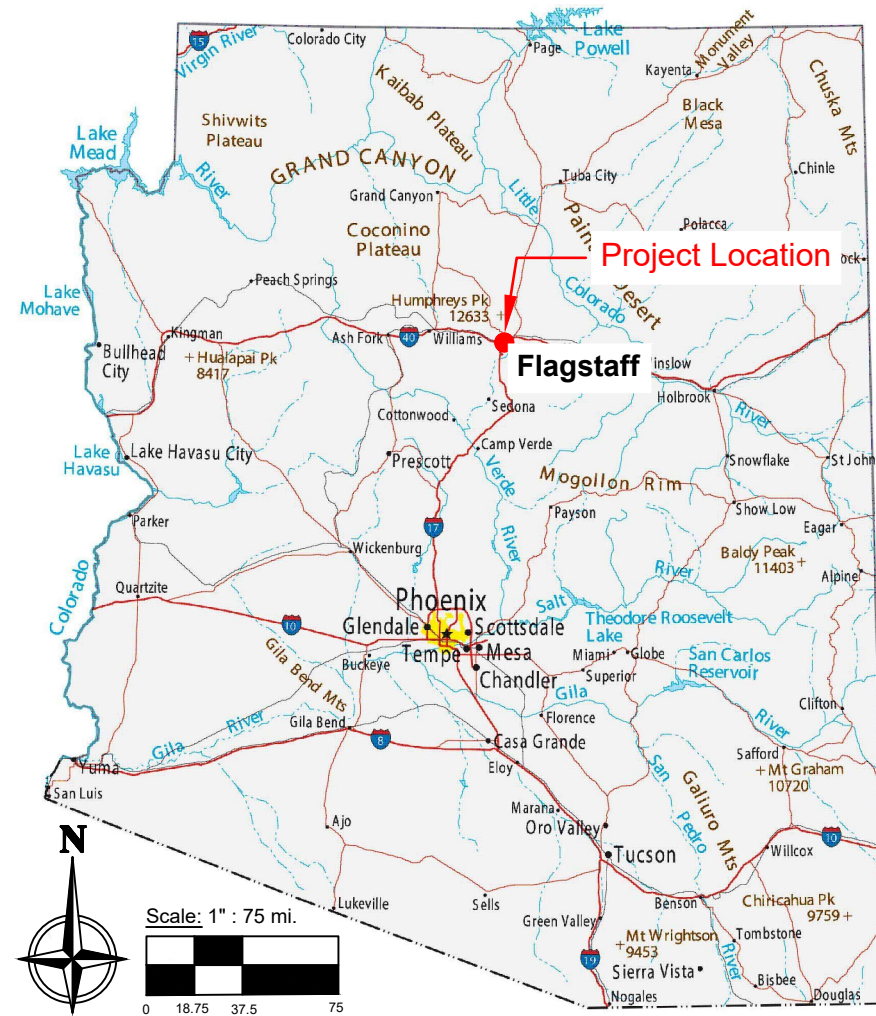 Lake
Powell
15
Colorado City
Virgin River
Page
Monument
Valley
Kayenta
Chuska Mts
Kaibab Plateau
Black
Mesa
Shivwits
Plateau
Lake
Mead
GRAND CANYON
River
Tuba City
Chinle
Grand Canyon
Little
Coconino
Plateau
Polacca
Desert
Project Location
Peach Springs
Colorado
Lake
Mohave
Humphreys Pk
12633 +
Kingman
Ash Fork
40
Williams
Bullhead
City
+ Hualapai Pk
8417
Flagstaff
Holbrook
Sedona
Cottonwood
River
Lake
Havasu
Lake Havasu City
Camp Verde
Prescott
Verde
River
Snowflake
St John
Mogollon Rim
Parker
17
Payson
Show Low
Eagar
Wickenburg
Baldy Peak
11403 +
River
Alpine
Colorado
Quartzite
10
Phoenix
Salt
Glendale
Scottsdale
Theodore Roosevelt
Lake
Tempe
Mesa
Buckeye
Miami
Globe
San Carlos
Reservoir
Chandler
Superior
Gila Bend Mts
Gila
Clifton
River
Florence
Gila River
Gila Bend
8
Casa Grande
Safford
Yuma
Eloy
San Pedro
River
+ Mt Graham
10720
San Luis
Galiuro Mts
Marana
Oro Valley
Ajo
10
Willcox
Tucson
N
Lukeville
Sells
Benson
Chiricahua Pk
9759 +
Green Valley
Scale: 1" : 75 mi.
+ Mt Wrightson
9453
Tombstone
19
Sierra Vista
Bisbee
Nogales
Douglas
0 18.75 37.5 75